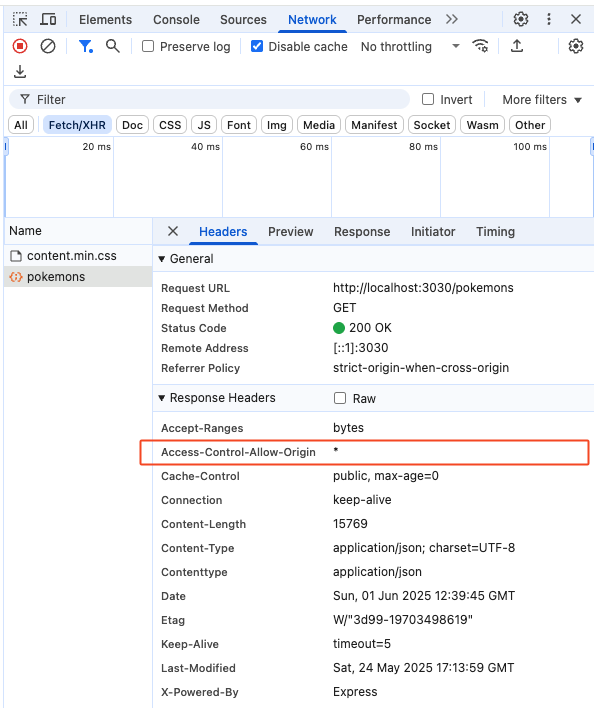 Elements Console Sources Network Performance
Preserve log Disable cache No throttling
Filter Invert More filters
All Fetch/XHR Doc CSS JS Font Img Media Manifest Socket Wasm Other
20 ms 40 ms 60 ms 80 ms 100 ms
Name Headers Preview Response Initiator Timing
content.min.css
pokemons
General
Request URL http://localhost:3030/pokemons
Request Method GET
Status Code 200 OK
Remote Address [::1]:3030
Referrer Policy strict-origin-when-cross-origin
Response Headers Raw
Accept-Ranges bytes
Access-Control-Allow-Origin *
Cache-Control public, max-age=0
Connection keep-alive
Content-Length 15769
Content-Type application/json; charset=UTF-8
Contenttype application/json
Date Sun, 01 Jun 2025 12:39:45 GMT
Etag W/"3d99-19703498619"
Keep-Alive timeout=5
Last-Modified Sat, 24 May 2025 17:13:59 GMT
X-Powered-By Express